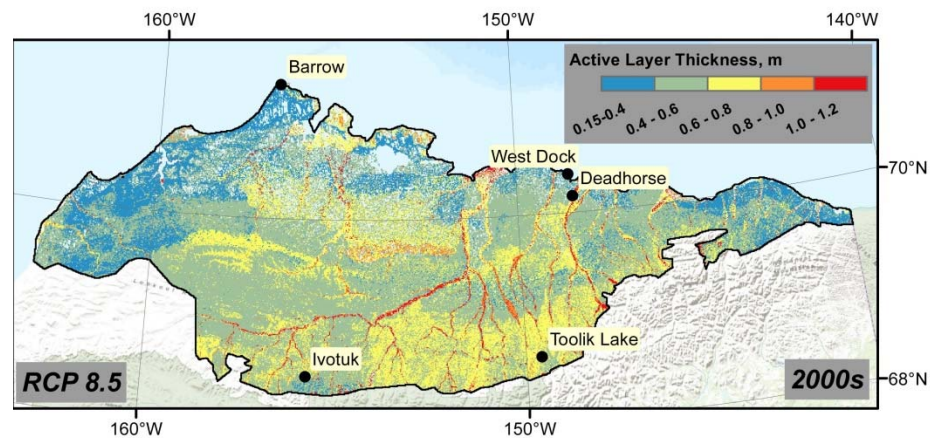 160°W
150°W
140°W
Barrow
Active Layer Thickness, m
0.15-0.4
0.4 - 0.6
0.6 - 0.8
0.8 - 1.0
1.0 - 1.2
West Dock
70°N
Deadhorse
Toolik Lake
Ivotuk
RCP 8.5
2000s
68°N
160°W
150°W